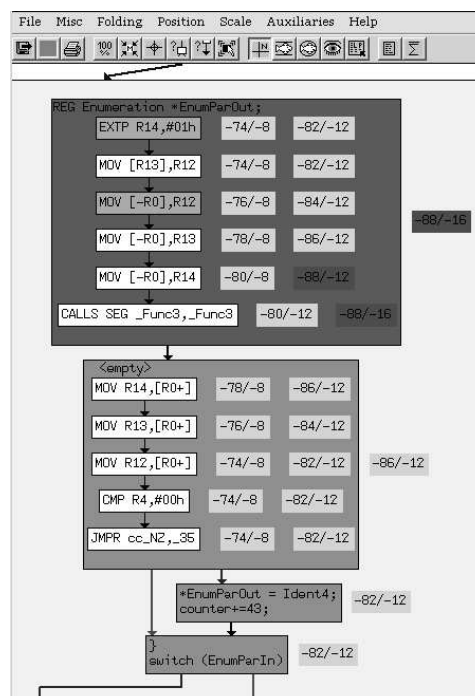 File Misc Folding Position Scale Auxiliaries Help
100 %
N
REG Enumeration *EnumParOut;
EXTP R14,#01h -74/-8 -82/-12
MOV [R13],R12 -74/-8 -82/-12
MOV [-R0],R12 -76/-8 -84/-12
-88/-16
MOV [-R0],R13 -78/-8 -86/-12
MOV [-R0],R14 -80/-8 -88/-12
CALLS SEG _Func3,_Func3 -80/-12 -88/-16
<empty>
MOV R14,[R0+] -78/-8 -86/-12
MOV R13,[R0+] -76/-8 -84/-12
MOV R12,[R0+] -74/-8 -82/-12 -86/-12
CMP R4,#00h -74/-8 -82/-12
JMPR cc_NZ,_35 -74/-8 -82/-12
*EnumParOut = Ident4;
counter+=43;
-82/-12
}
switch (EnumParIn)
-82/-12